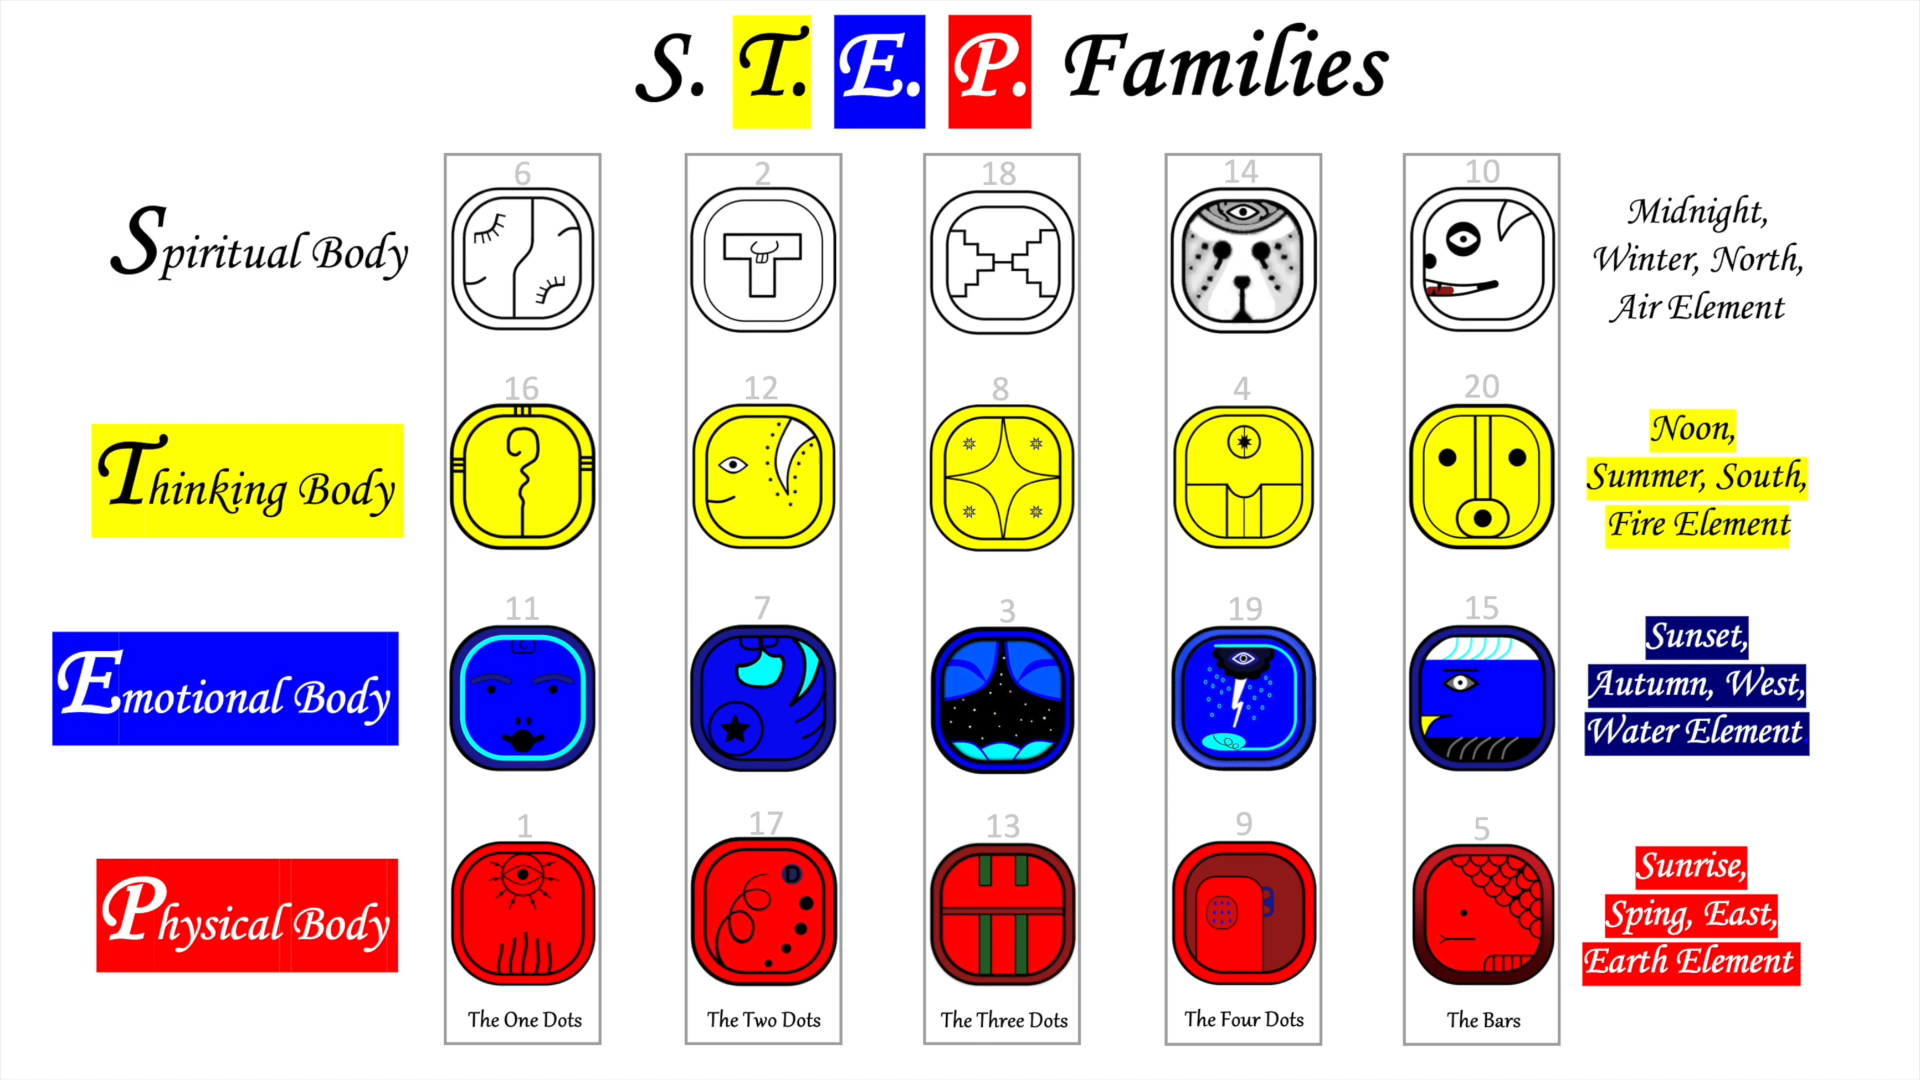 S. T. E. P. Families
6 2 18 14 10
Spiritual Body
Midnight,
Winter, North,
Air Element
16 12 8 4 20
Thinking Body
Noon,
Summer, South,
Fire Element
11 7 3 19 15
Emotional Body
Sunset,
Autumn, West,
Water Element
1 17 13 9 5
Physical Body
D
Sunrise,
Sping, East,
Earth Element
The One Dots
The Two Dots
The Three Dots
The Four Dots
The Bars